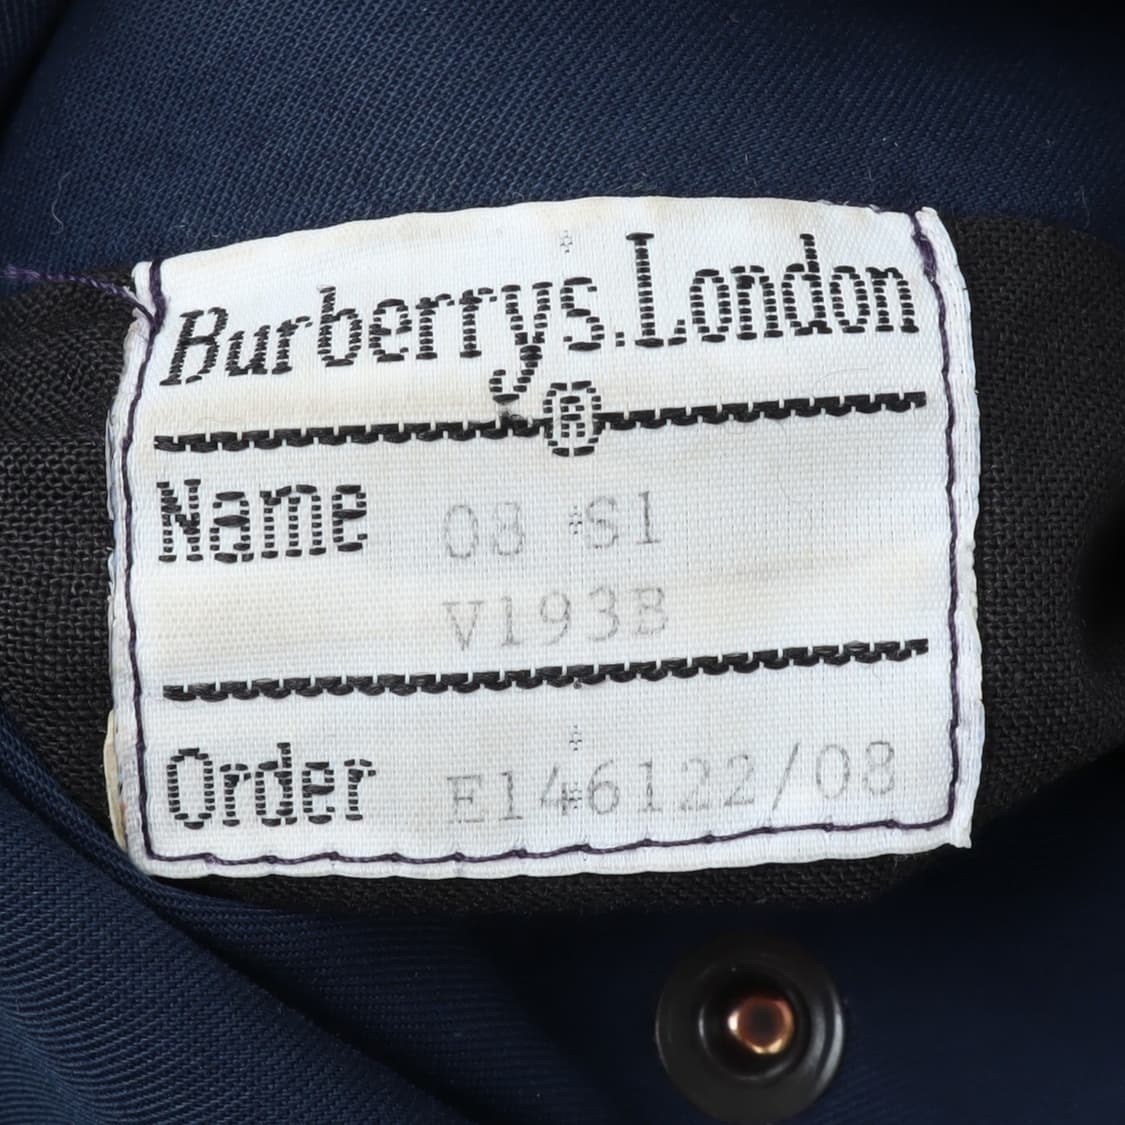 Burberrys.London
®
Name 08 S1
V193B
Order E146122/08